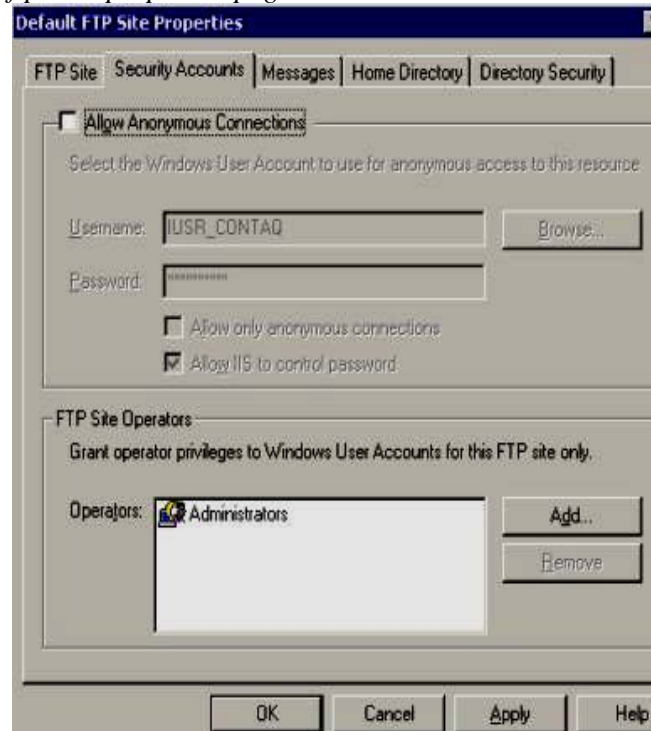 Default FTP Site Properties
FTP Site Security Accounts Messages Home Directory Directory Security
Allow Anonymous Connections
Select the Windows User Account to use for anonymous access to this resource
Username: IUSR_CONTAQ Browse...
Password: **********
Allow only anonymous connections
Allow IIS to control password
FTP Site Operators
Grant operator privileges to Windows User Accounts for this FTP site only.
Operators: Administrators Add...
Remove
OK Cancel Apply Help